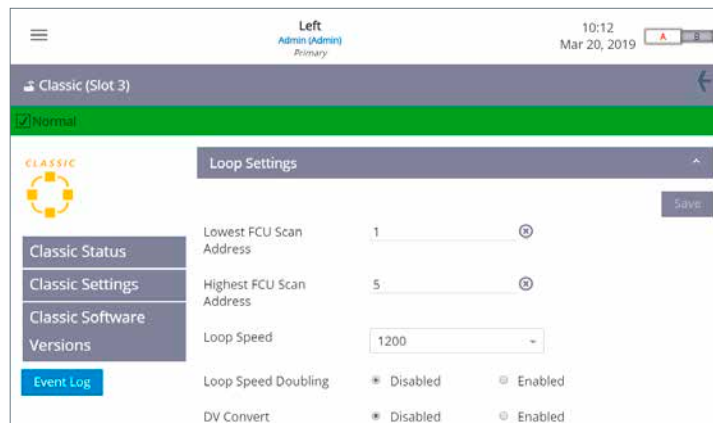 Left
Admin (Admin)
Primary
10:12
Mar 20, 2019
A
B
Classic (Slot 3)
Normal
CLASSIC
Loop Settings
Save
Lowest FCU Scan
Address
1
Highest FCU Scan
Address
5
Loop Speed
1200
Loop Speed Doubling
Disabled
Enabled
DV Convert
Disabled
Enabled
Classic Status
Classic Settings
Classic Software
Versions
Event Log